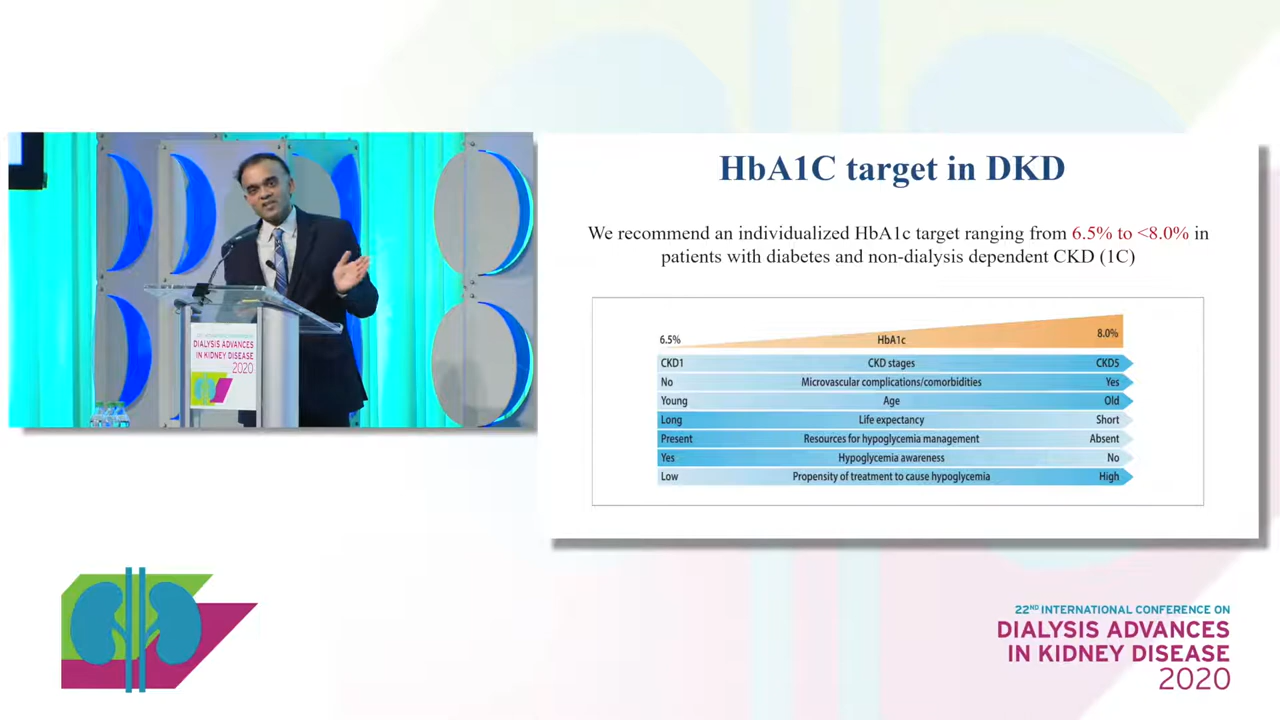 HbA1C target in DKD
We recommend an individualized HbA1c target ranging from 6.5% to <8.0% in
patients with diabetes and non-dialysis dependent CKD (1C)
6.5% HbA1c 8.0%
CKD1 CKD stages CKD5
No Microvascular complications/comorbidities Yes
Young Age Old
Long Life expectancy Short
Present Resources for hypoglycemia management Absent
Yes Hypoglycemia awareness No
Low Propensity of treatment to cause hypoglycemia High
DIALYSIS ADVANCES
IN KIDNEY DISEASE
2020
22ND INTERNATIONAL CONFERENCE ON
DIALYSIS ADVANCES
IN KIDNEY DISEASE
2020